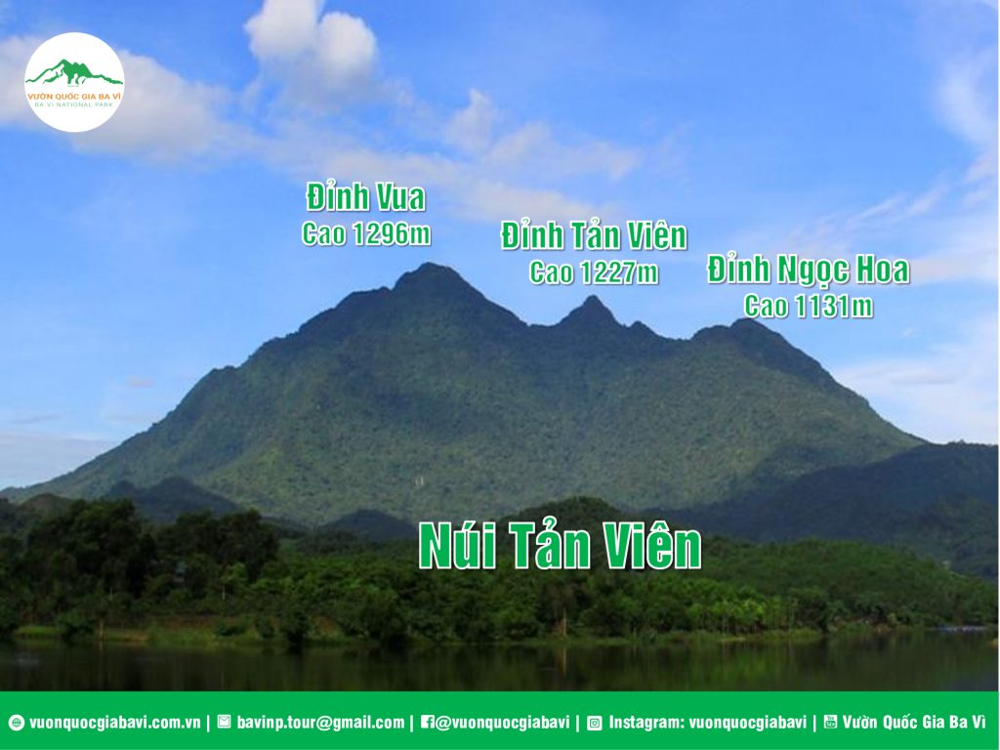 VƯỜN QUỐC GIA BA VÌ
BA VI NATIONAL PARK
Đỉnh Vua
Cao 1296m
Đỉnh Tản Viên
Cao 1227m
Đỉnh Ngọc Hoa
Cao 1131m
Núi Tản Viên
vuonquocgiabavi.com.vn | bavinp.tour@gmail.com | @vuonquocgiabavi | Instagram: vuonquocgiabavi | Vườn Quốc Gia Ba Vì